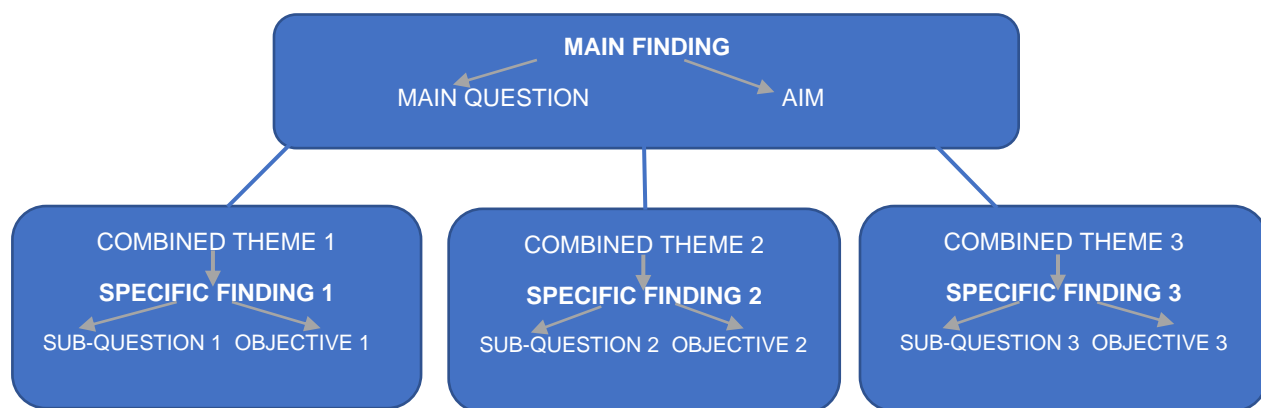 MAIN FINDING
MAIN QUESTION AIM
COMBINED THEME 1
SPECIFIC FINDING 1
SUB-QUESTION 1 OBJECTIVE 1
COMBINED THEME 2
SPECIFIC FINDING 2
SUB-QUESTION 2 OBJECTIVE 2
COMBINED THEME 3
SPECIFIC FINDING 3
SUB-QUESTION 3 OBJECTIVE 3